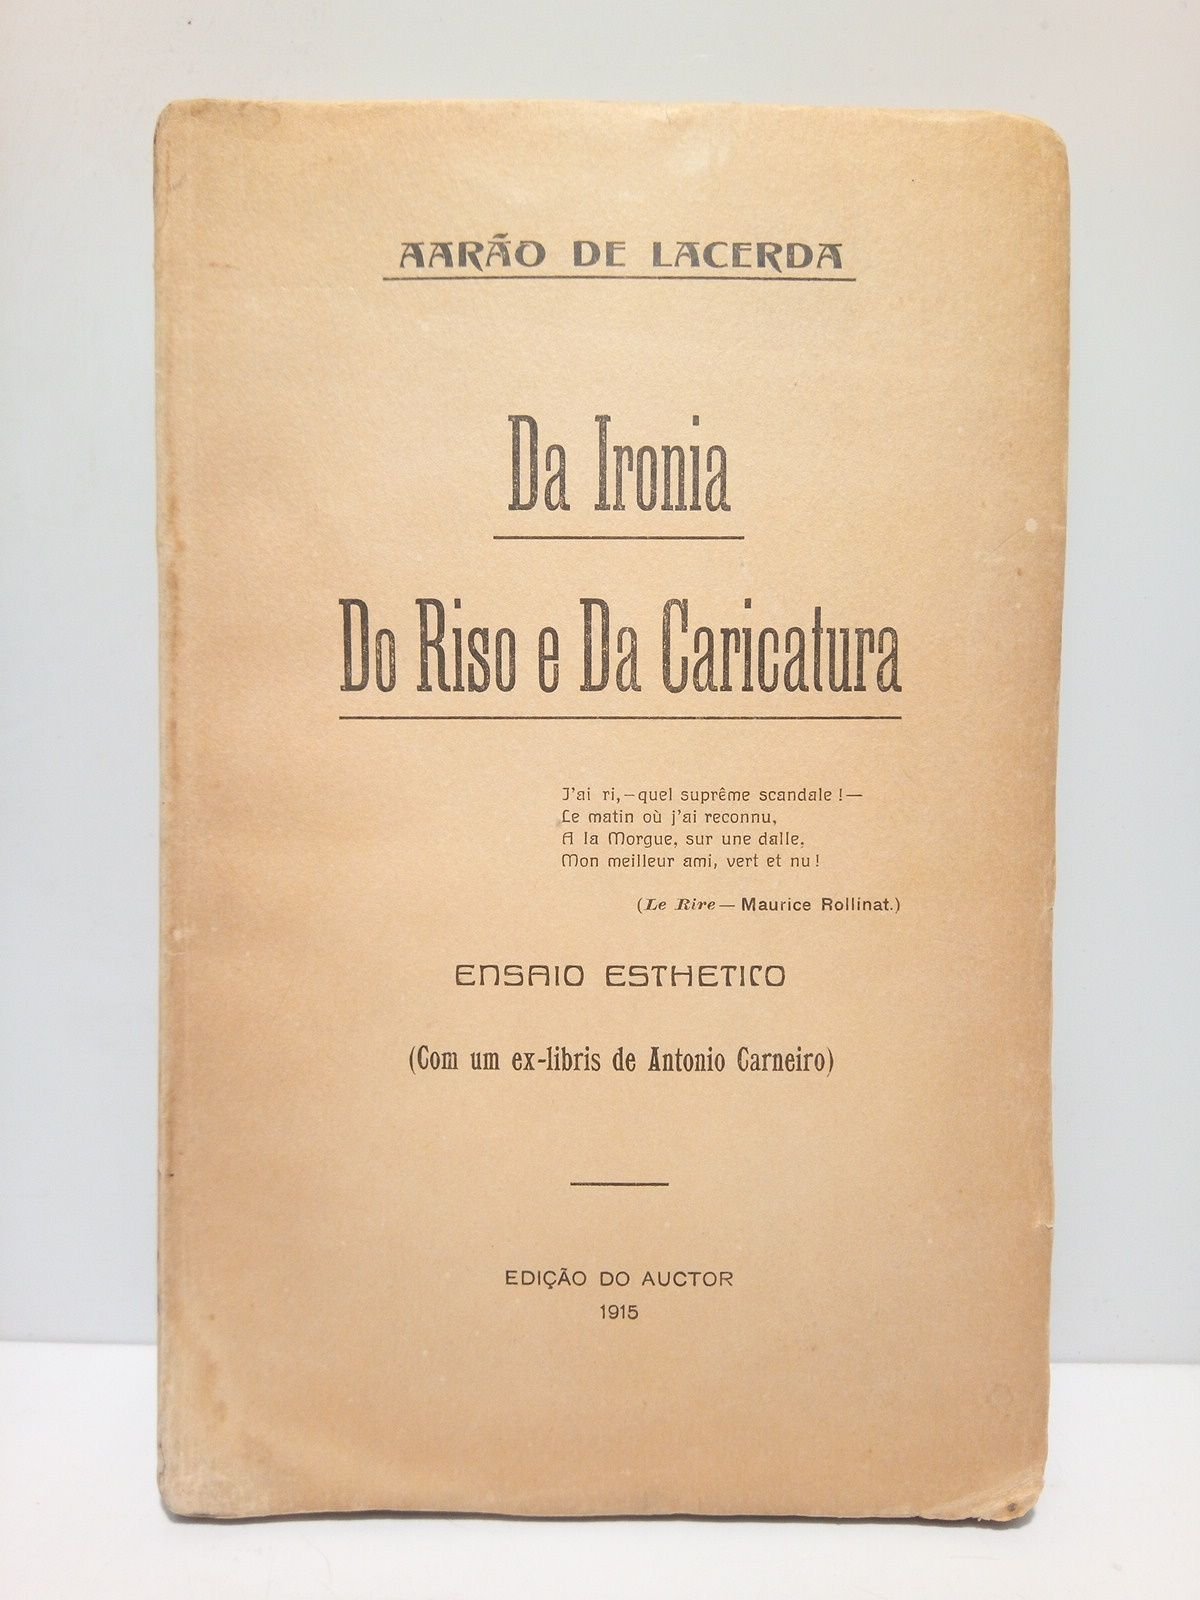 AARÃO DE LACERDA
Da Ironia
Do Riso e Da Caricatura
J'ai ri,—quel suprême scandale !—
Le matin où j'ai reconnu,
A la Morgue, sur une dalle,
Mon meilleur ami, vert et nu !
(Le Rire — Maurice Rollinat.)
ENSAIO ESTHETICO
(Com um ex-libris de Antonio Carneiro)
EDIÇÃO DO AUCTOR
1915